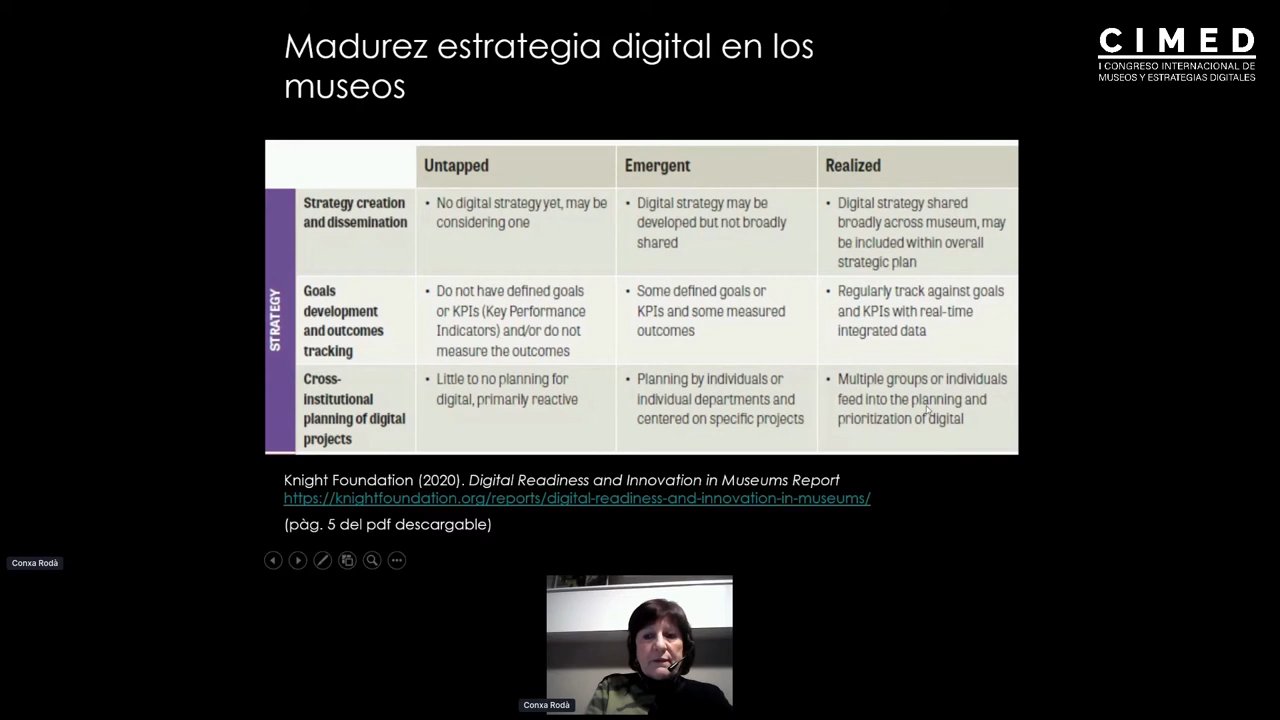 Madurez estrategia digital en los
museos
CIMED
I CONGRESO INTERNACIONAL DE
MUSEOS Y ESTRATEGIAS DIGITALES
Untapped
Emergent
Realized
STRATEGY
Strategy creation
and dissemination
• No digital strategy yet, may be
considering one
• Digital strategy may be
developed but not broadly
shared
• Digital strategy shared
broadly across museum, may
be included within overall
strategic plan
Goals
development
and outcomes
tracking
• Do not have defined goals
or KPIs (Key Performance
Indicators) and/or do not
measure the outcomes
• Some defined goals or
KPIs and some measured
outcomes
• Regularly track against goals
and KPIs with real-time
integrated data
Cross-
institutional
planning of digital
projects
• Little to no planning for
digital, primarily reactive
• Planning by individuals or
individual departments and
centered on specific projects
• Multiple groups or individuals
feed into the planning and
prioritization of digital
Knight Foundation (2020). Digital Readiness and Innovation in Museums Report
https://knightfoundation.org/reports/digital-readiness-and-innovation-in-museums/
(pàg. 5 del pdf descargable)
Conxa Rodà
Conxa Rodà